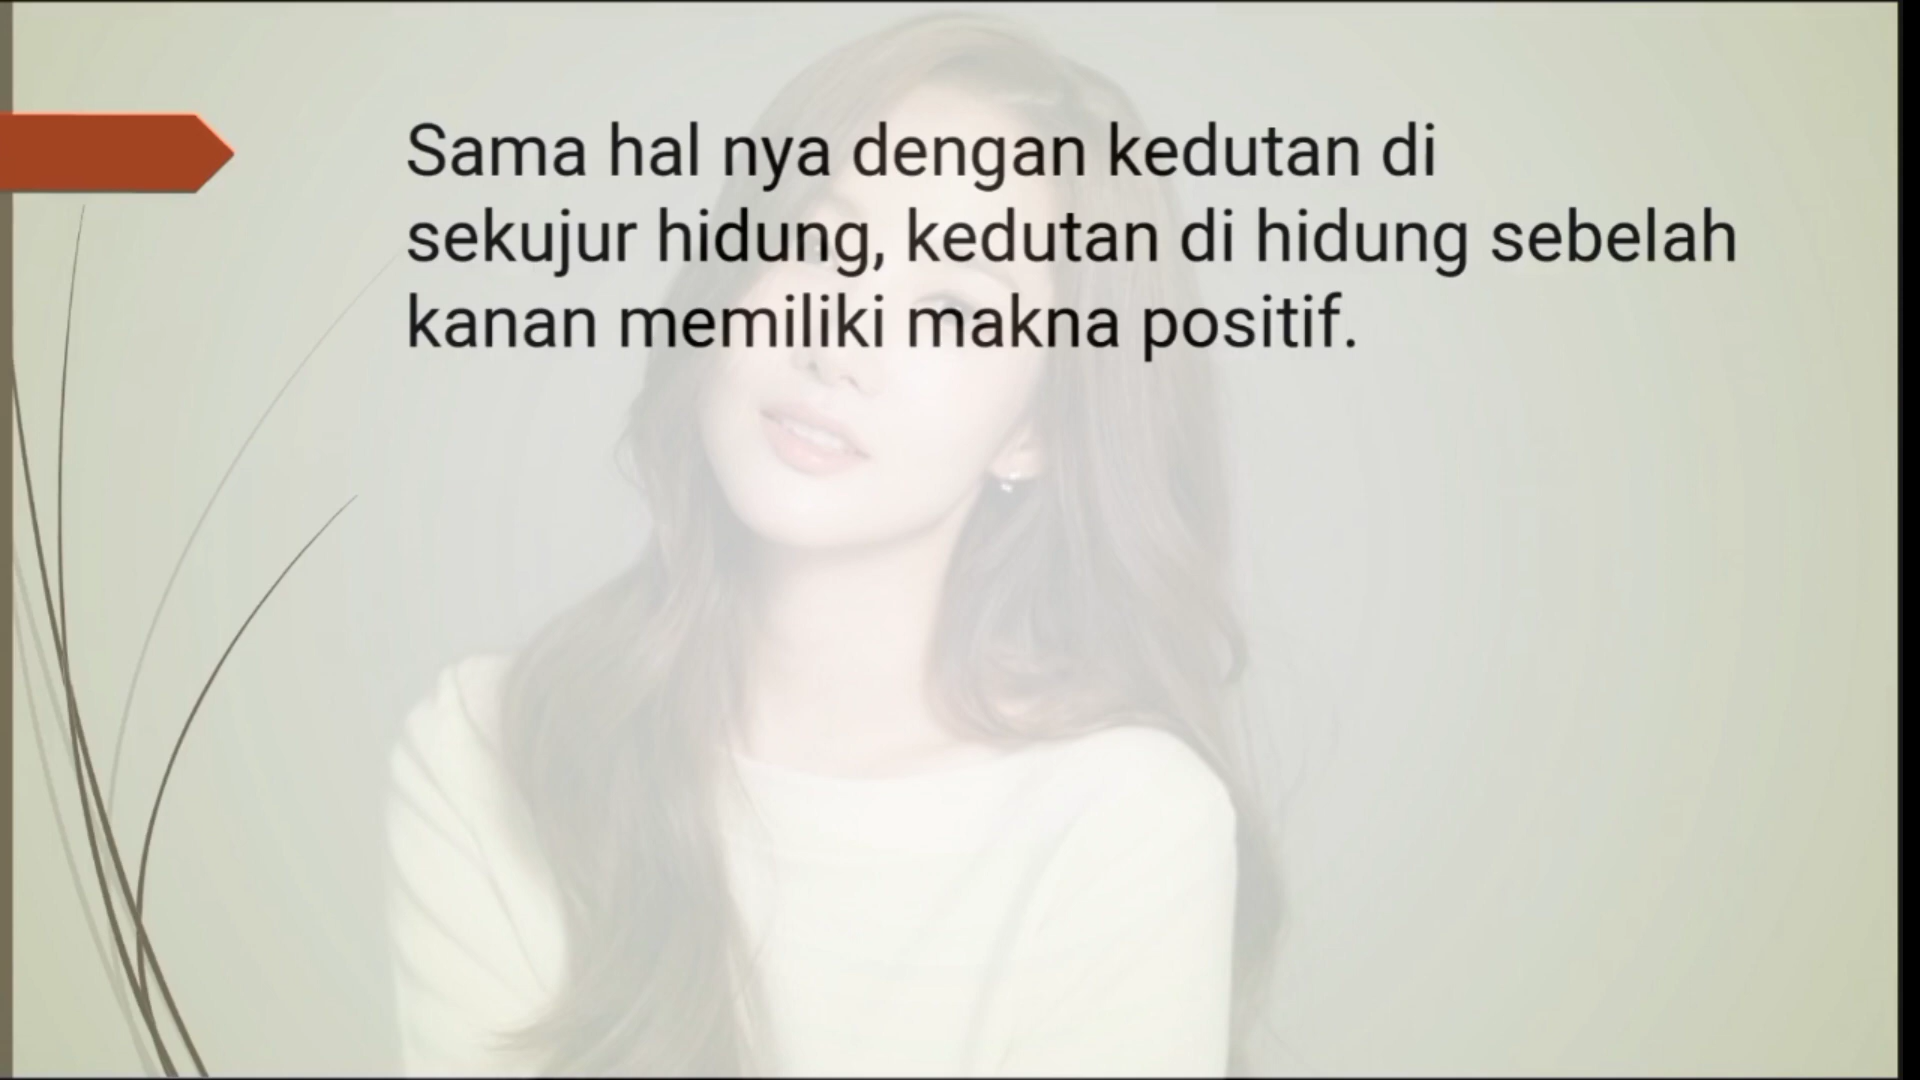 Sama hal nya dengan kedutan di
sekujur hidung, kedutan di hidung sebelah
kanan memiliki makna positif.